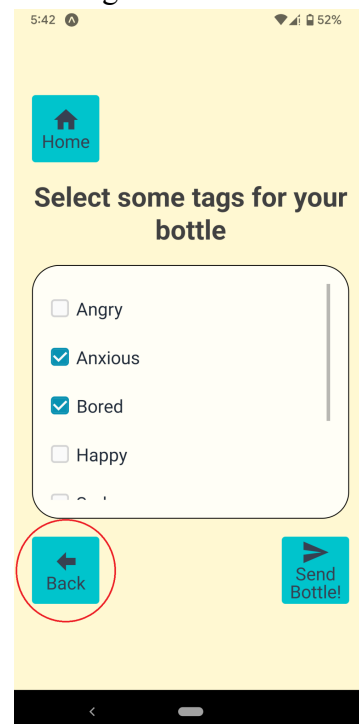 5:42 52%
Home
Select some tags for your
bottle
Angry
Anxious
Bored
Happy
Back
Send
Bottle!